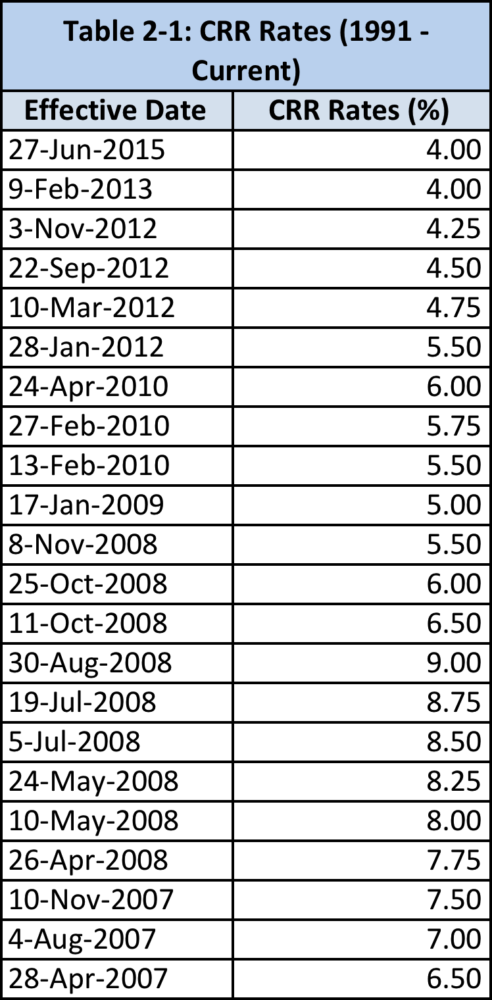 Table 2-1: CRR Rates (1991 -
Current)
Effective Date CRR Rates (%)
27-Jun-2015 4.00
9-Feb-2013 4.00
3-Nov-2012 4.25
22-Sep-2012 4.50
10-Mar-2012 4.75
28-Jan-2012 5.50
24-Apr-2010 6.00
27-Feb-2010 5.75
13-Feb-2010 5.50
17-Jan-2009 5.00
8-Nov-2008 5.50
25-Oct-2008 6.00
11-Oct-2008 6.50
30-Aug-2008 9.00
19-Jul-2008 8.75
5-Jul-2008 8.50
24-May-2008 8.25
10-May-2008 8.00
26-Apr-2008 7.75
10-Nov-2007 7.50
4-Aug-2007 7.00
28-Apr-2007 6.50